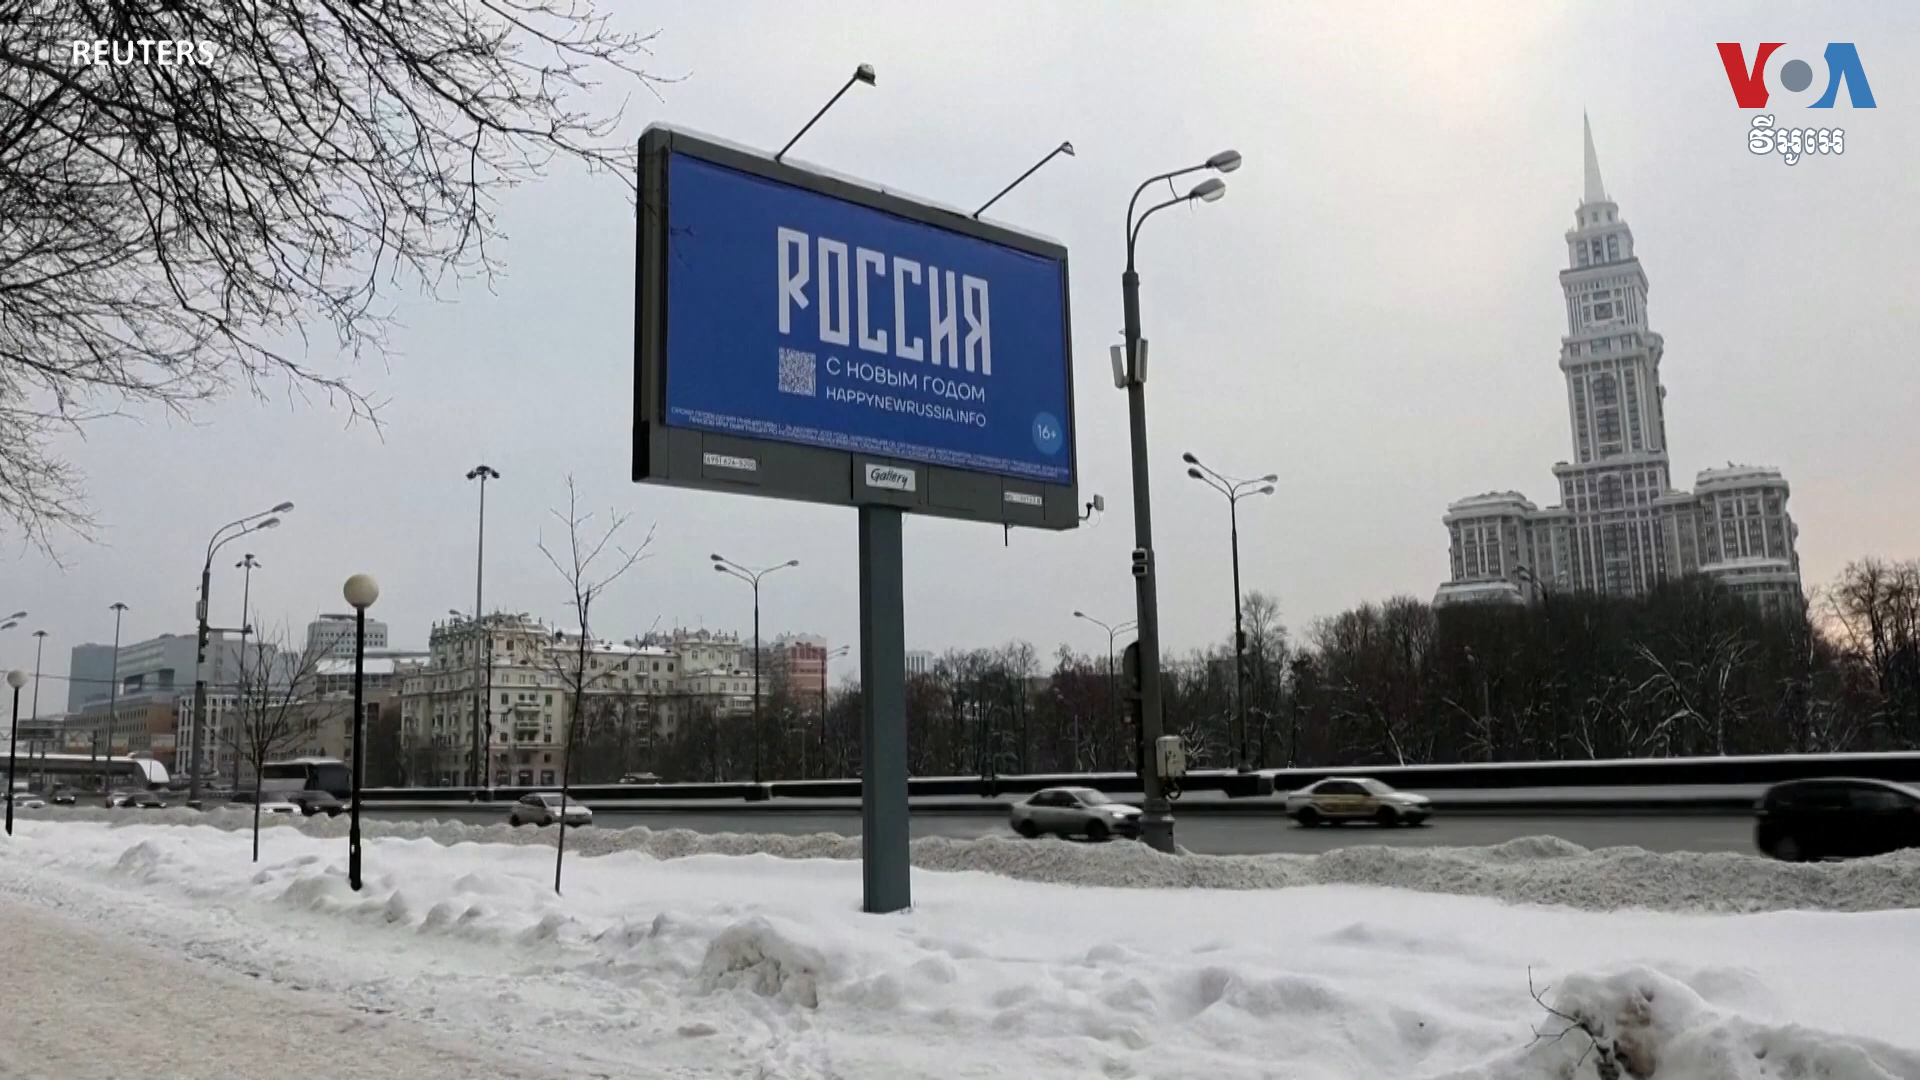 REUTERS
VOA
វីអូអេ
РОССИЯ
С НОВЫМ ГОДОМ
HAPPYNEWRUSSIA.INFO
16+
Gallery